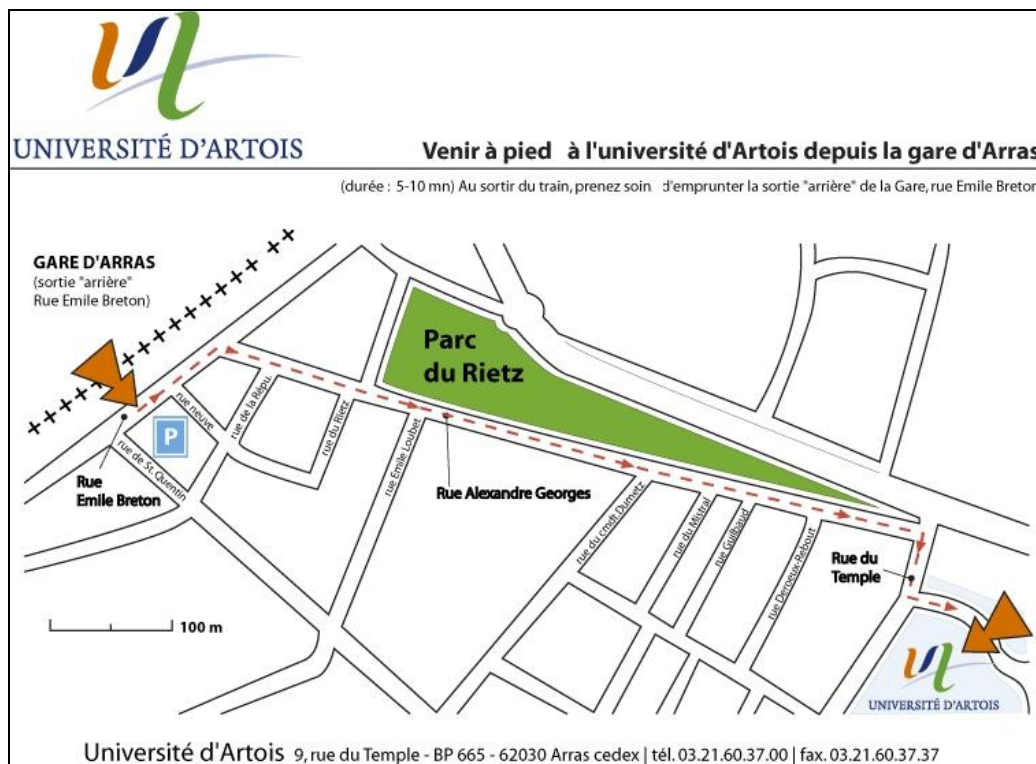 UNIVERSITÉ D'ARTOIS
Venir à pied à l'université d'Artois depuis la gare d'Arras
(durée : 5-10 mn) Au sortir du train, prenez soin d'emprunter la sortie "arrière" de la Gare, rue Emile Breton
GARE D'ARRAS
(sortie "arrière"
Rue Emile Breton)
Parc
du Rietz
rue neuve
rue de la Répu.
rue du Rietz
P
rue de St. Quentin
rue Emile Loubet
Rue
Emile Breton
Rue Alexandre Georges
rue du cmdt. Dumetz
rue du Mistral
rue Guilbaud
rue Deroeux-Rebout
Rue du
Temple
100 m
UNIVERSITÉ D'ARTOIS
Université d'Artois 9, rue du Temple - BP 665 - 62030 Arras cedex | tél. 03.21.60.37.00 | fax. 03.21.60.37.37